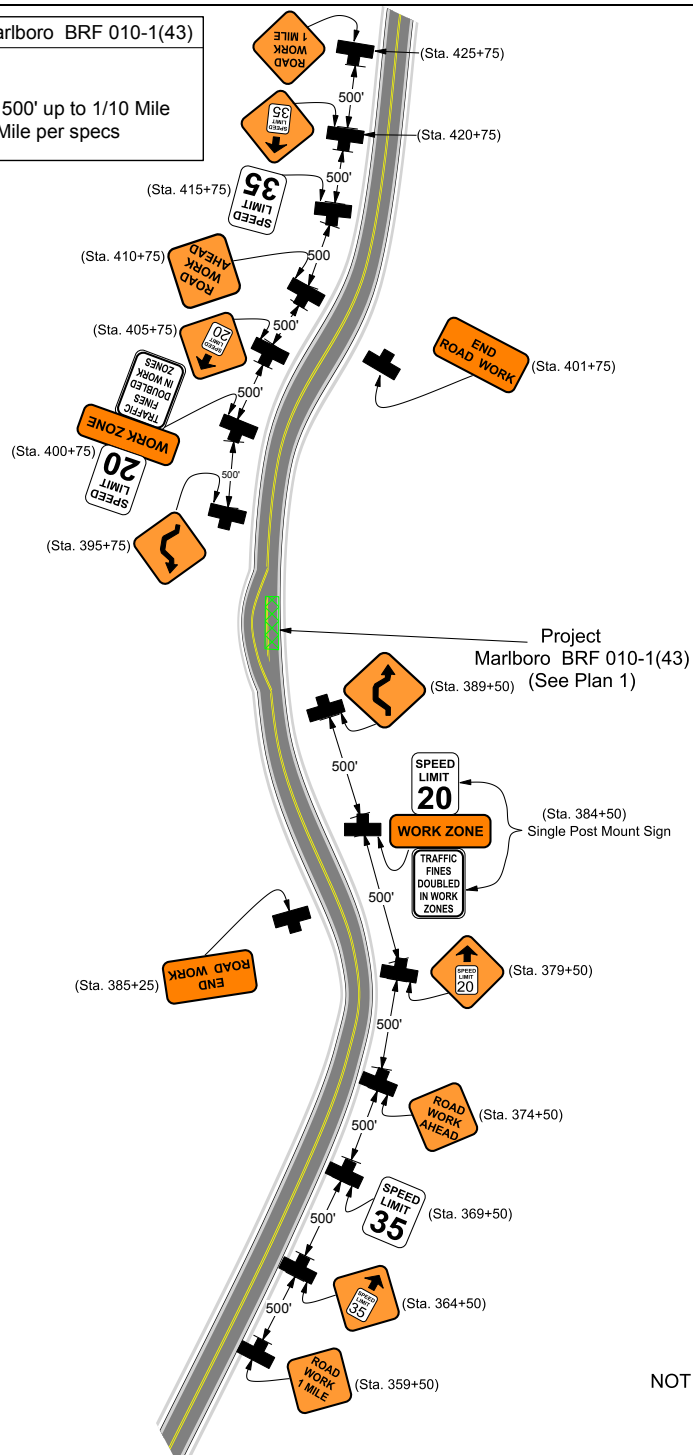 arlboro BRF 010-1(43)
500' up to 1/10 Mile
Mile per specs
ROAD
WORK
1 MILE
(Sta. 425+75)
500'
SPEED
LIMIT
35
(Sta. 420+75)
500'
(Sta. 415+75)
SPEED
LIMIT
35
500
(Sta. 410+75)
ROAD
WORK
AHEAD
500'
(Sta. 405+75)
SPEED
LIMIT
20
END
ROAD WORK
(Sta. 401+75)
500'
TRAFFIC
FINES
DOUBLED
IN WORK
ZONES
WORK ZONE
(Sta. 400+75)
SPEED
LIMIT
20
500'
(Sta. 395+75)
Project
Marlboro BRF 010-1(43)
(See Plan 1)
(Sta. 389+50)
500'
SPEED
LIMIT
20
WORK ZONE
TRAFFIC
FINES
DOUBLED
IN WORK
ZONES
(Sta. 384+50)
Single Post Mount Sign
500'
END
ROAD WORK
(Sta. 385+25)
SPEED
LIMIT
20
(Sta. 379+50)
500'
ROAD
WORK
AHEAD
(Sta. 374+50)
500'
SPEED
LIMIT
35
(Sta. 369+50)
500'
SPEED
LIMIT
35
(Sta. 364+50)
500'
ROAD
WORK
1 MILE
(Sta. 359+50)
NOT